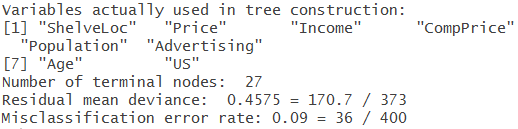 Variables actually used in tree construction:
[1] "ShelveLoc"   "Price"       "Income"      "CompPrice"
  "Population"  "Advertising"
[7] "Age"         "US"
Number of terminal nodes:  27
Residual mean deviance:  0.4575 = 170.7 / 373
Misclassification error rate: 0.09 = 36 / 400